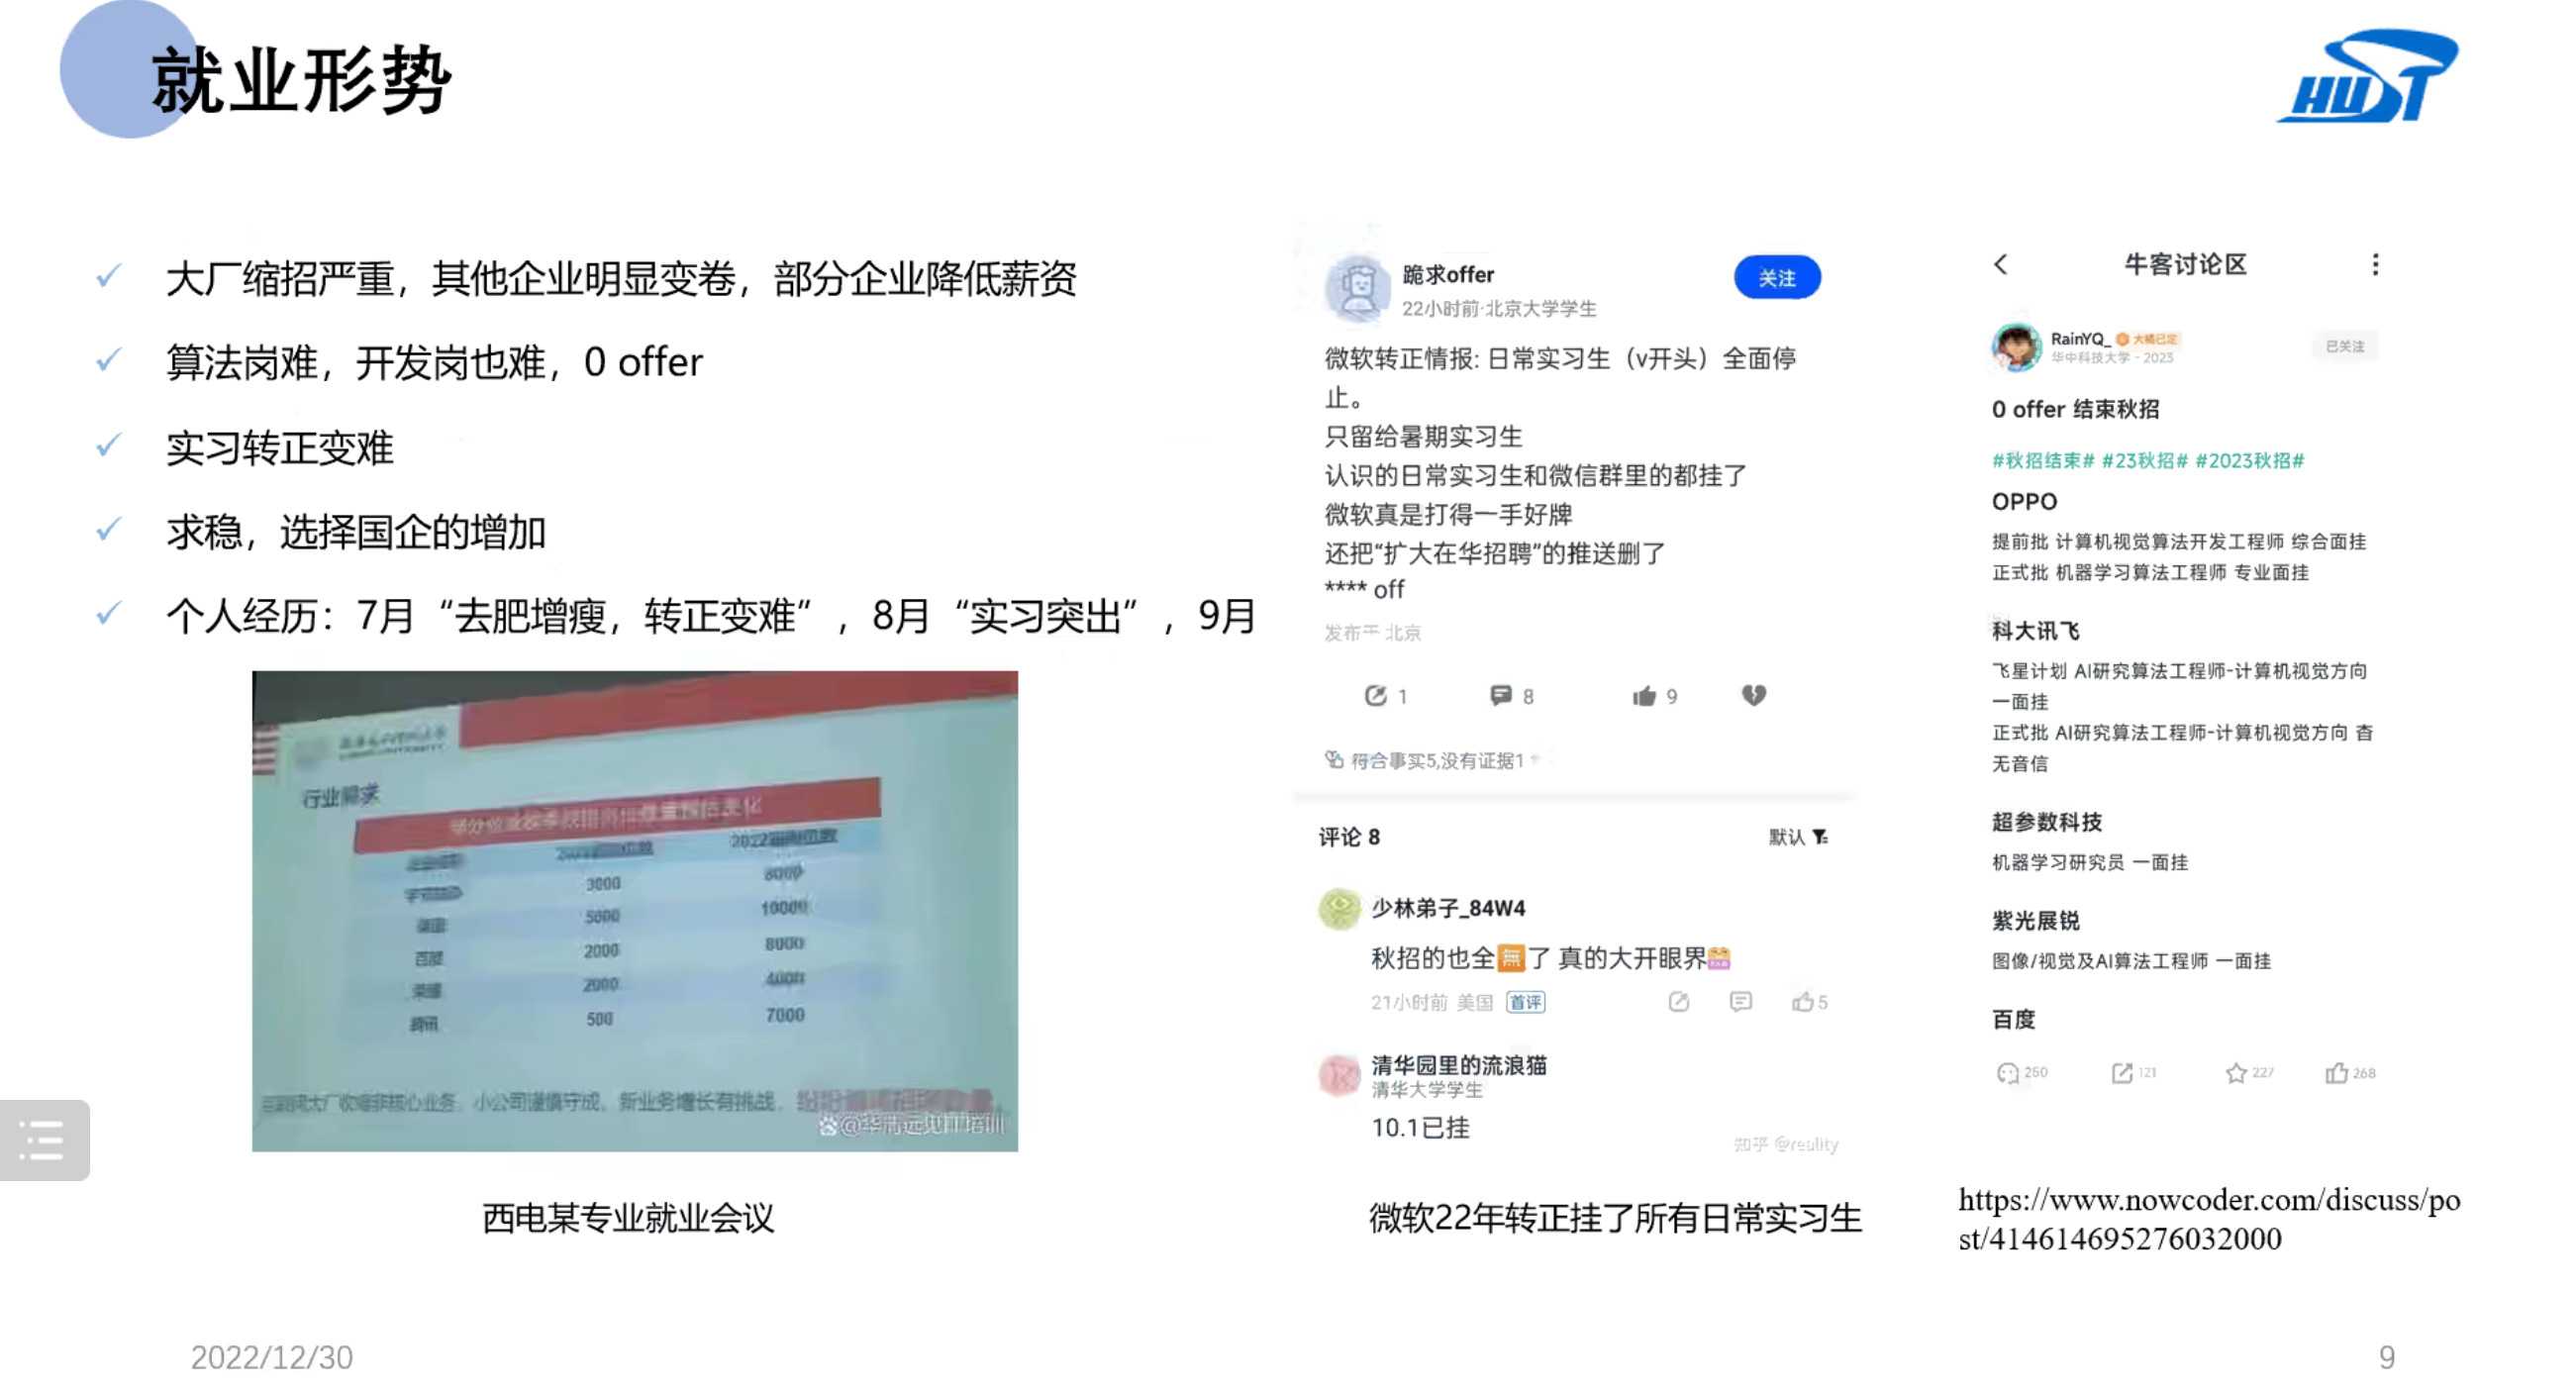 就业形势
HUST
大厂缩招严重，其他企业明显变卷，部分企业降低薪资
算法岗难，开发岗也难，0 offer
实习转正变难
求稳，选择国企的增加
个人经历：7月“去肥增瘦，转正变难”，8月“实习突出”，9月
行业需求
3000 8000
5000 10000
百度 2000 8000
荣耀 2000 4000
腾讯 500 7000
大厂收缩非核心业务，小公司谨慎守成，新业务增长有挑战，
西电某专业就业会议
跪求offer
关注
22小时前·北京大学学生
微软转正情报: 日常实习生（v开头）全面停
止。
只留给暑期实习生
认识的日常实习生和微信群里的都挂了
微软真是打得一手好牌
还把“扩大在华招聘”的推送删了
**** off
发布于 北京
1 8 9
符合事实5,没有证据1
评论 8 默认
少林弟子_84W4
秋招的也全無了 真的大开眼界
21小时前 美国 首评 5
清华园里的流浪猫
清华大学学生
10.1已挂
知乎 @reality
微软22年转正挂了所有日常实习生
牛客讨论区
RainYQ_ 大橘已定
华中科技大学 - 2023
已关注
0 offer 结束秋招
#秋招结束# #23秋招# #2023秋招#
OPPO
提前批 计算机视觉算法开发工程师 综合面挂
正式批 机器学习算法工程师 专业面挂
科大讯飞
飞星计划 AI研究算法工程师-计算机视觉方向
一面挂
正式批 AI研究算法工程师-计算机视觉方向 杳
无音信
超参数科技
机器学习研究员 一面挂
紫光展锐
图像/视觉及AI算法工程师 一面挂
百度
250 121 227 268
https://www.nowcoder.com/discuss/po
st/414614695276032000
2022/12/30
9